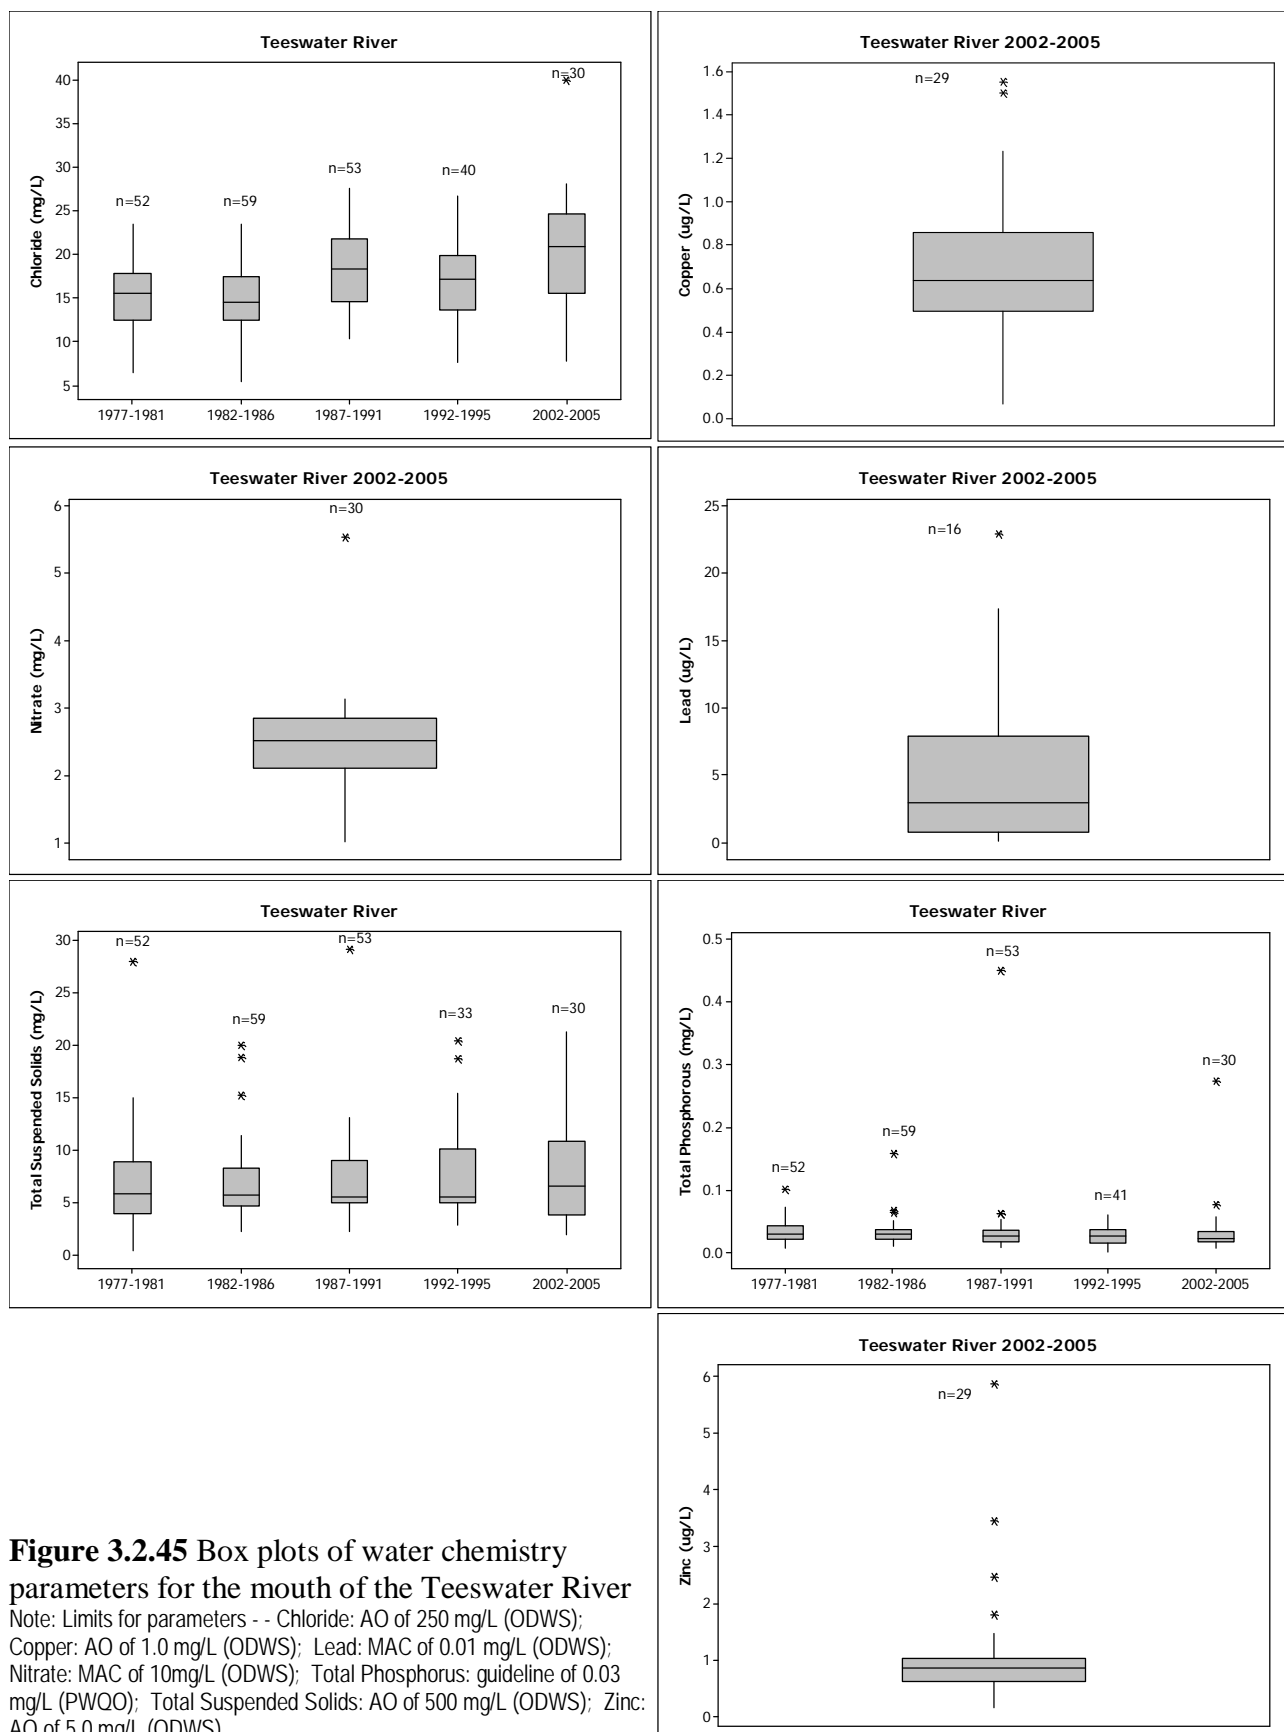 Teeswater River
Chloride (mg/L)
40
35
30
25
20
15
10
5
n=52
n=59
n=53
n=40
n=30
1977-1981 1982-1986 1987-1991 1992-1995 2002-2005
Teeswater River 2002-2005
Copper (ug/L)
1.6
1.4
1.2
1.0
0.8
0.6
0.4
0.2
0.0
n=29
Teeswater River 2002-2005
Nitrate (mg/L)
6
5
4
3
2
1
n=30
Teeswater River 2002-2005
Lead (ug/L)
25
20
15
10
5
0
n=16
Teeswater River
Total Suspended Solids (mg/L)
30
25
20
15
10
5
0
n=52
n=59
n=53
n=33
n=30
1977-1981 1982-1986 1987-1991 1992-1995 2002-2005
Teeswater River
Total Phosphorous (mg/L)
0.5
0.4
0.3
0.2
0.1
0.0
n=52
n=59
n=53
n=41
n=30
1977-1981 1982-1986 1987-1991 1992-1995 2002-2005
Teeswater River 2002-2005
Zinc (ug/L)
6
5
4
3
2
1
0
n=29
Figure 3.2.45 Box plots of water chemistry
parameters for the mouth of the Teeswater River
Note: Limits for parameters - - Chloride: AO of 250 mg/L (ODWS);
Copper: AO of 1.0 mg/L (ODWS); Lead: MAC of 0.01 mg/L (ODWS);
Nitrate: MAC of 10mg/L (ODWS); Total Phosphorus: guideline of 0.03
mg/L (PWQO); Total Suspended Solids: AO of 500 mg/L (ODWS); Zinc:
AO of 5.0 mg/L (ODWS)